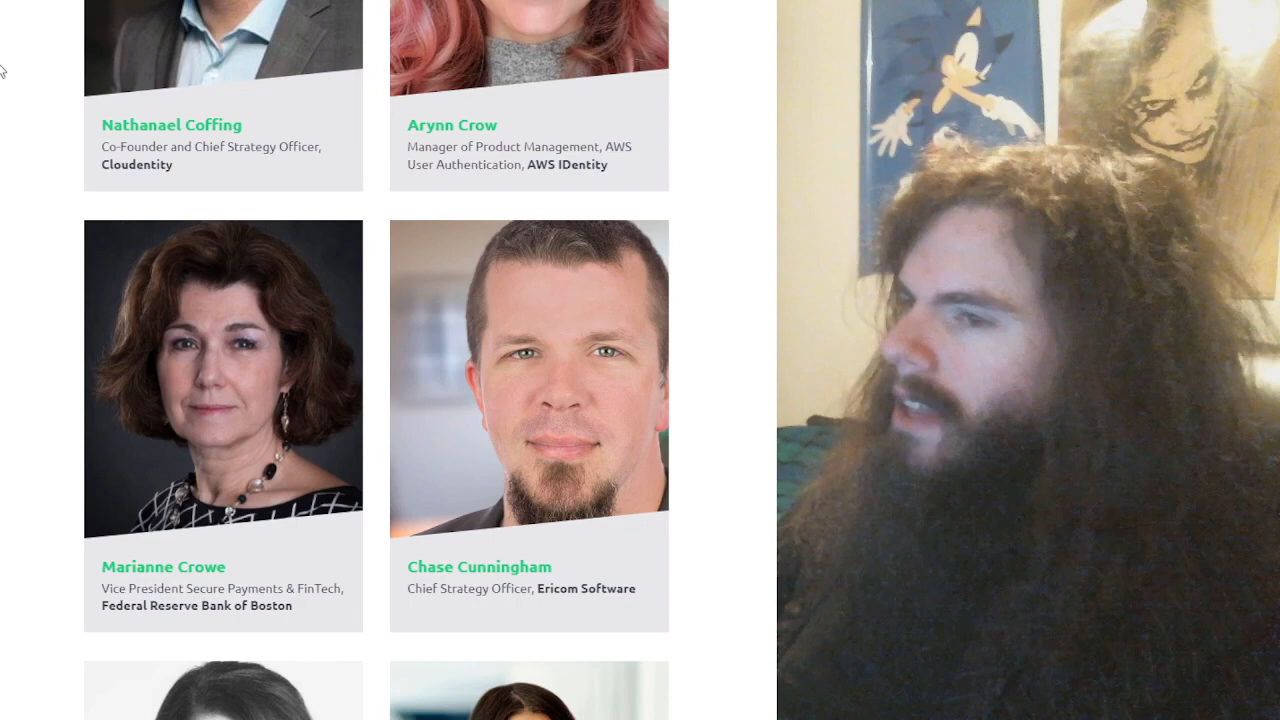 Nathanael Coffing
Co-Founder and Chief Strategy Officer,
Cloudentity
Arynn Crow
Manager of Product Management, AWS
User Authentication, AWS IDentity
Marianne Crowe
Vice President Secure Payments & FinTech,
Federal Reserve Bank of Boston
Chase Cunningham
Chief Strategy Officer, Ericom Software